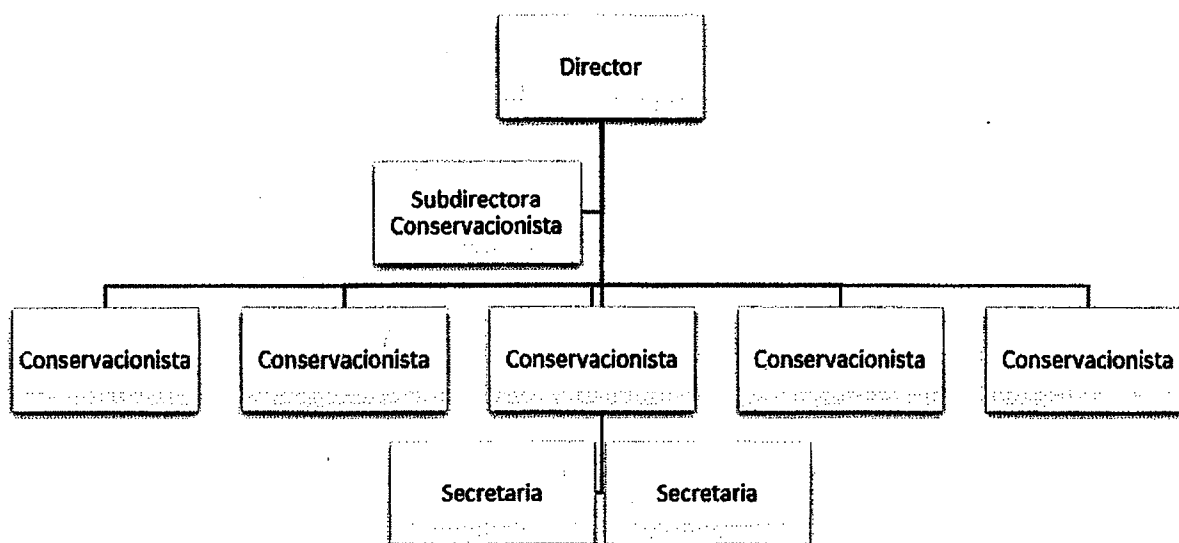 Director
Subdirectora
Conservacionista
Conservacionista
Conservacionista
Conservacionista
Conservacionista
Conservacionista
Secretaria
Secretaria